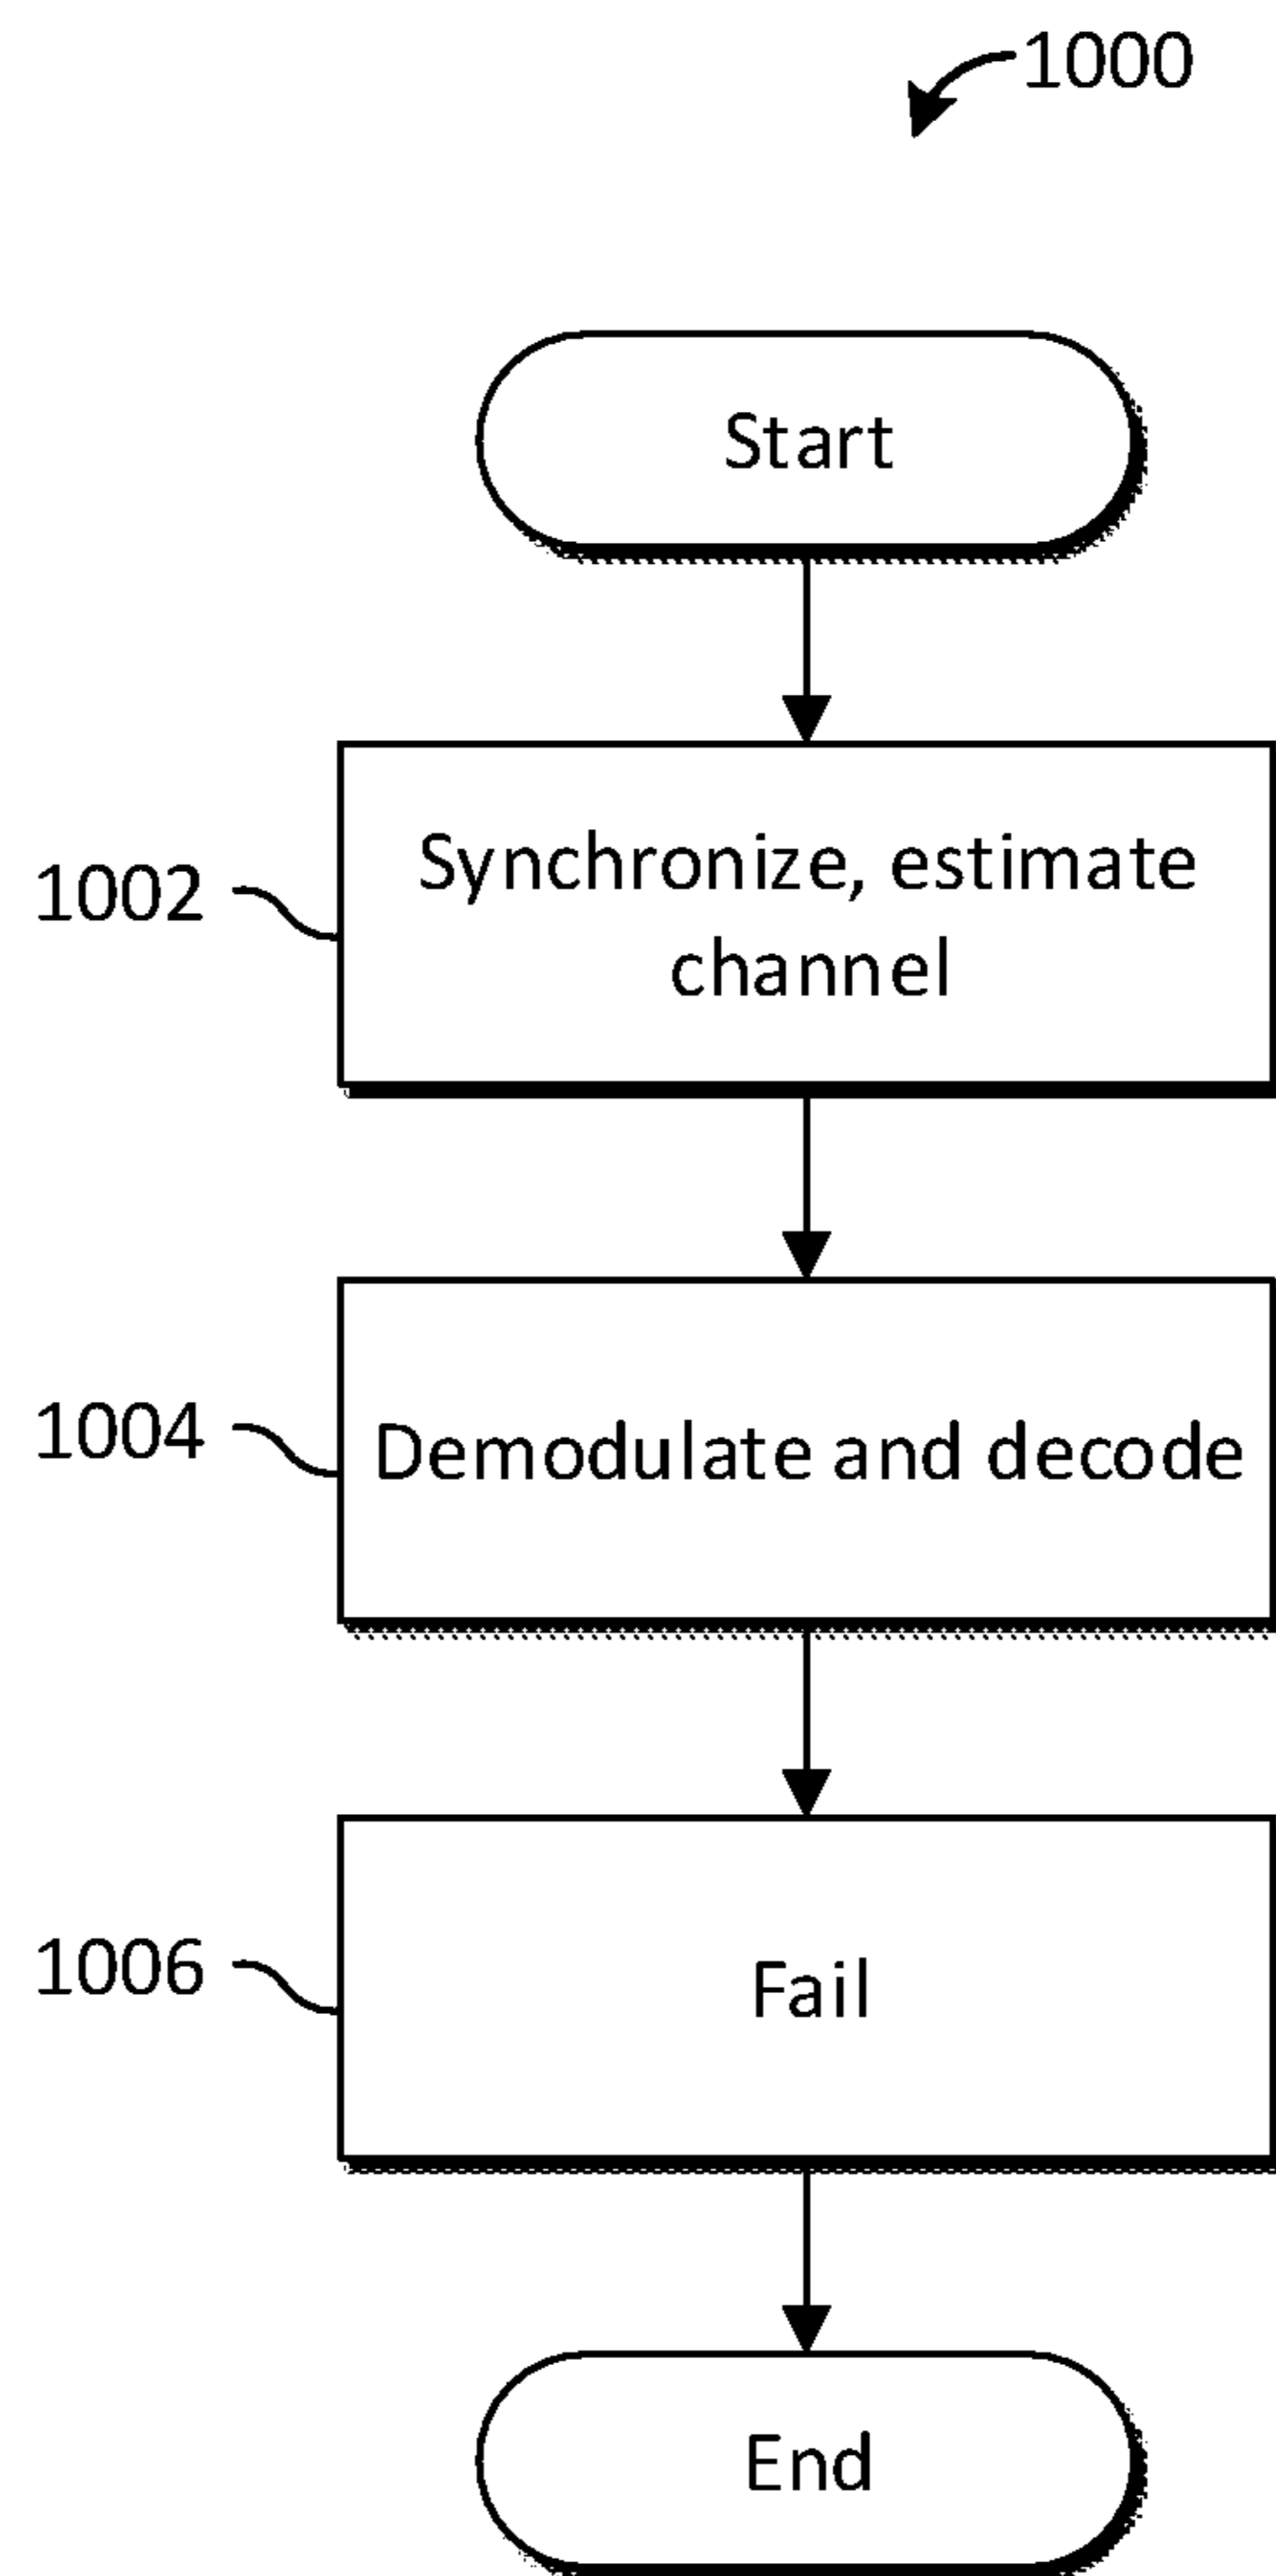 1000
Start
1002
Synchronize, estimate
channel
1004
Demodulate and decode
1006
Fail
End